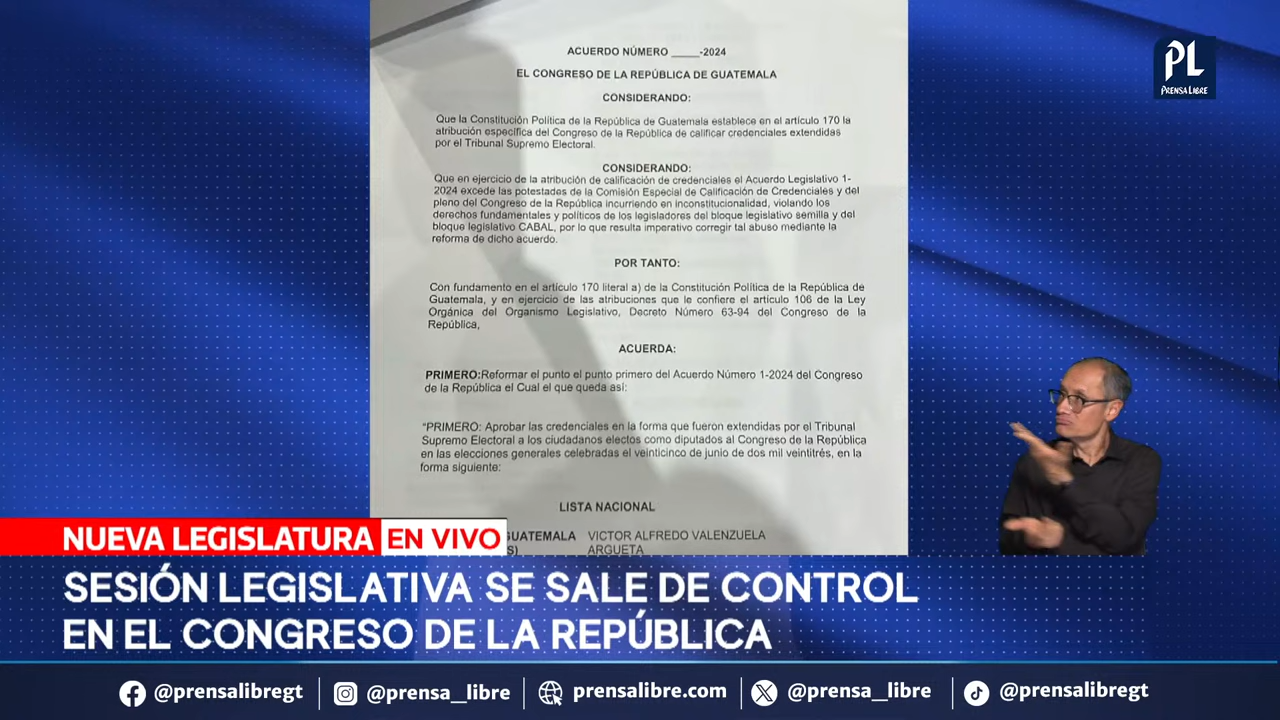 ACUERDO NÚMERO _____-2024
EL CONGRESO DE LA REPÚBLICA DE GUATEMALA
CONSIDERANDO:
Que la Constitución Política de la República de Guatemala establece en el artículo 170 la
atribución específica del Congreso de la República de calificar credenciales extendidas
por el Tribunal Supremo Electoral.
CONSIDERANDO:
Que en ejercicio de la atribución de calificación de credenciales el Acuerdo Legislativo 1-
2024 excede las potestades de la Comisión Especial de Calificación de Credenciales y del
pleno del Congreso de la República incurriendo en inconstitucionalidad, violando los
derechos fundamentales y políticos de los legisladores del bloque legislativo semilla y del
bloque legislativo CABAL, por lo que resulta imperativo corregir tal abuso mediante la
reforma de dicho acuerdo.
POR TANTO:
Con fundamento en el artículo 170 literal a) de la Constitución Política de la República de
Guatemala, y en ejercicio de las atribuciones que le confiere el artículo 106 de la Ley
Orgánica del Organismo Legislativo, Decreto Número 63-94 del Congreso de la
República,
ACUERDA:
PRIMERO:Reformar el punto el punto primero del Acuerdo Número 1-2024 del Congreso
de la República el Cual el que queda así:
“PRIMERO: Aprobar las credenciales en la forma que fueron extendidas por el Tribunal
Supremo Electoral a los ciudadanos electos como diputados al Congreso de la República
en las elecciones generales celebradas el veinticinco de junio de dos mil veintitrés, en la
forma siguiente:
LISTA NACIONAL
GUATEMALA VICTOR ALFREDO VALENZUELA
S) ARGUETA
PL
PRENSA LIBRE
NUEVA LEGISLATURA EN VIVO
SESIÓN LEGISLATIVA SE SALE DE CONTROL
EN EL CONGRESO DE LA REPÚBLICA
@prensalibregt @prensa__libre prensalibre.com @prensa__libre @prensalibregt